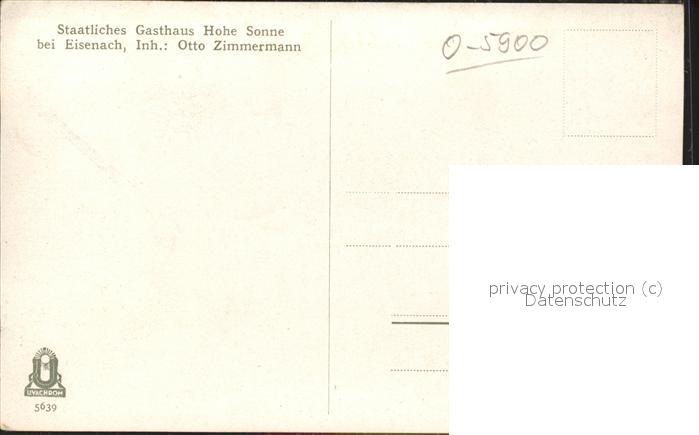 Staatliches Gasthaus Hohe Sonne
bei Eisenach, Inh.: Otto Zimmermann
O-5900
privacy protection (c)
Datenschutz
UVACHROM
5639